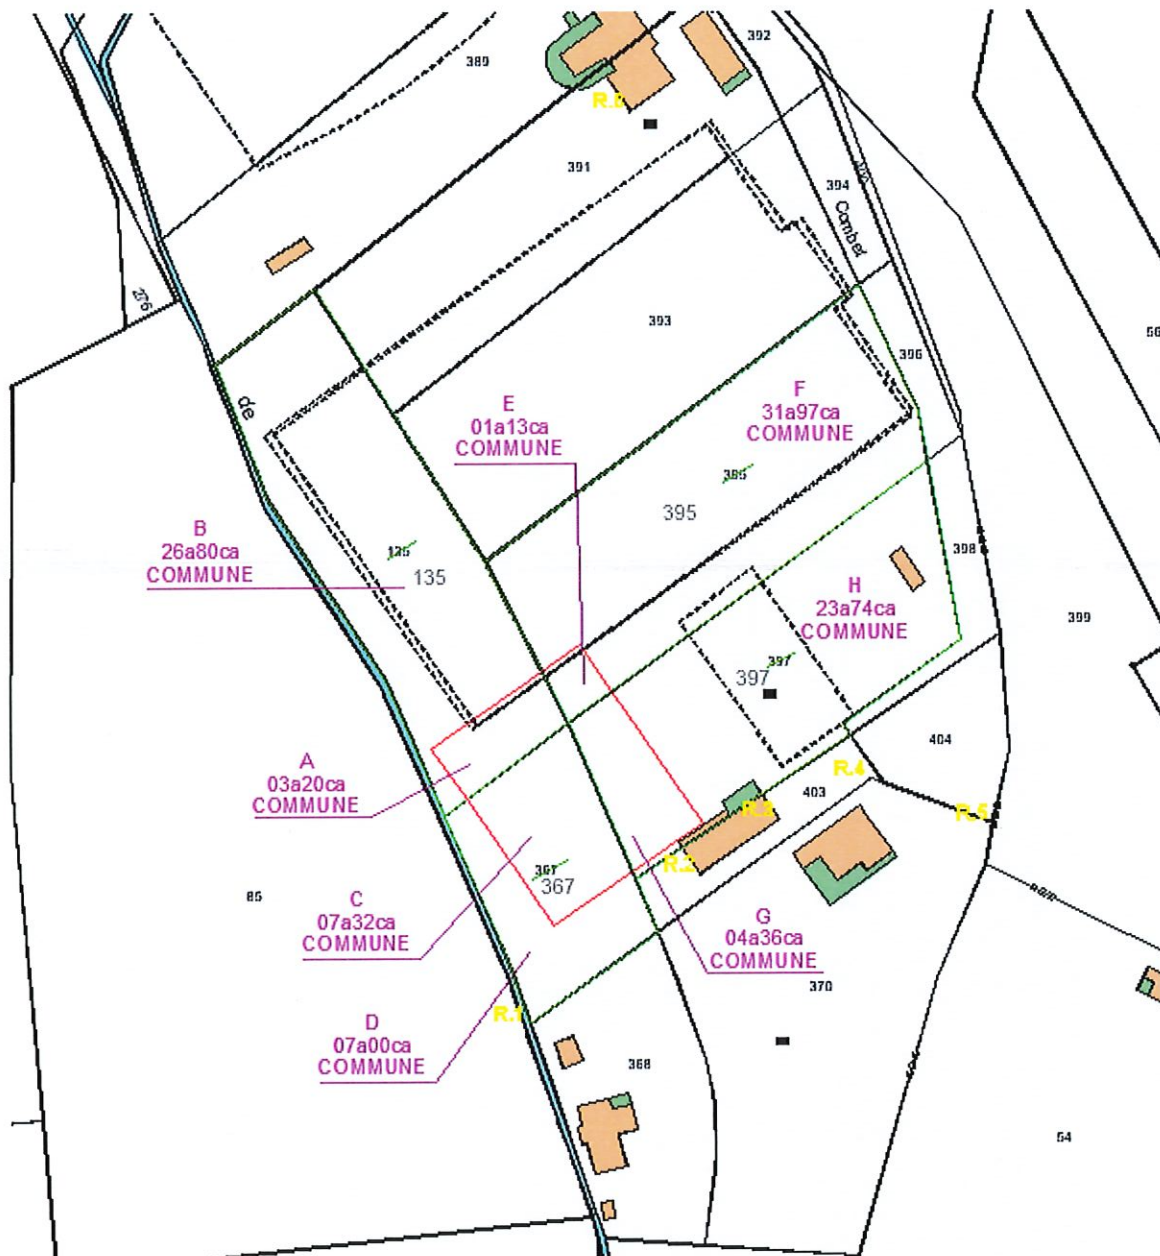 392
389
R.6
391
394
Combet
276
393
56
396
de
E
01a13ca
COMMUNE
F
31a97ca
COMMUNE
395
395
B
26a80ca
COMMUNE
135
135
398
H
23a74ca
COMMUNE
399
397
397
404
A
03a20ca
COMMUNE
R.4
403
R.3
R.5
R.2
367
367
85
C
07a32ca
COMMUNE
G
04a36ca
COMMUNE
370
R.1
D
07a00ca
COMMUNE
368
54